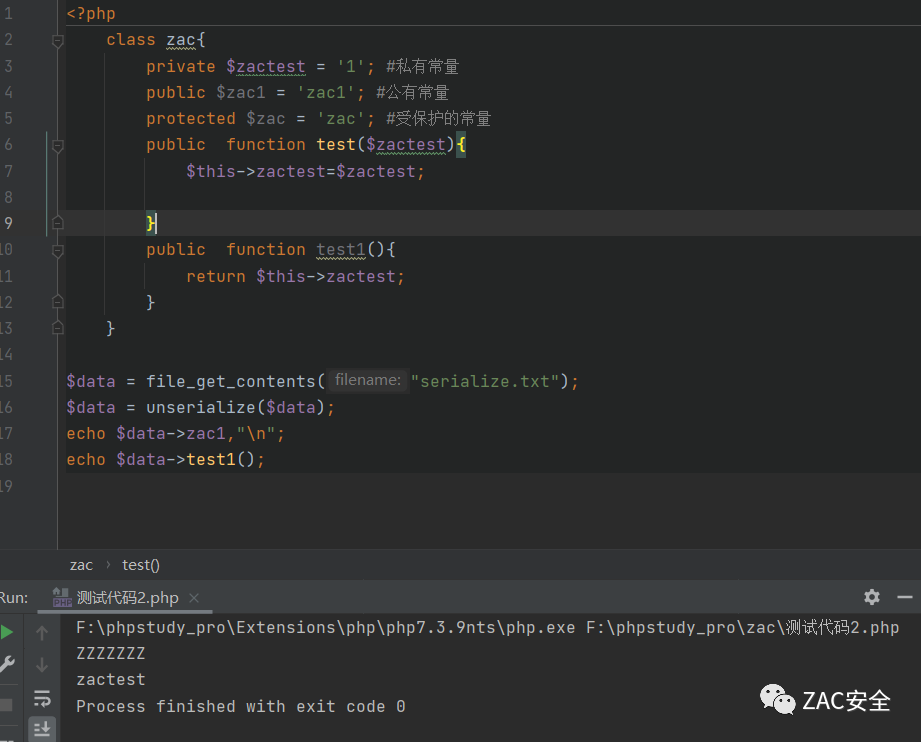 1 <?php
2 class zac{
3 private $zactest = '1'; #私有常量
4 public $zac1 = 'zac1'; #公有常量
5 protected $zac = 'zac'; #受保护的常量
6 public function test($zactest){
7 $this->zactest=$zactest;
8
9 }
10 public function test1(){
11 return $this->zactest;
12 }
13 }
14
15 $data = file_get_contents( filename: "serialize.txt");
16 $data = unserialize($data);
17 echo $data->zac1,"\n";
18 echo $data->test1();
19
zac › test()
Run: PHP 测试代码2.php ×
F:\phpstudy_pro\Extensions\php\php7.3.9nts\php.exe F:\phpstudy_pro\zac\测试代码2.php
ZZZZZZZ
zactest
Process finished with exit code 0
ZAC安全